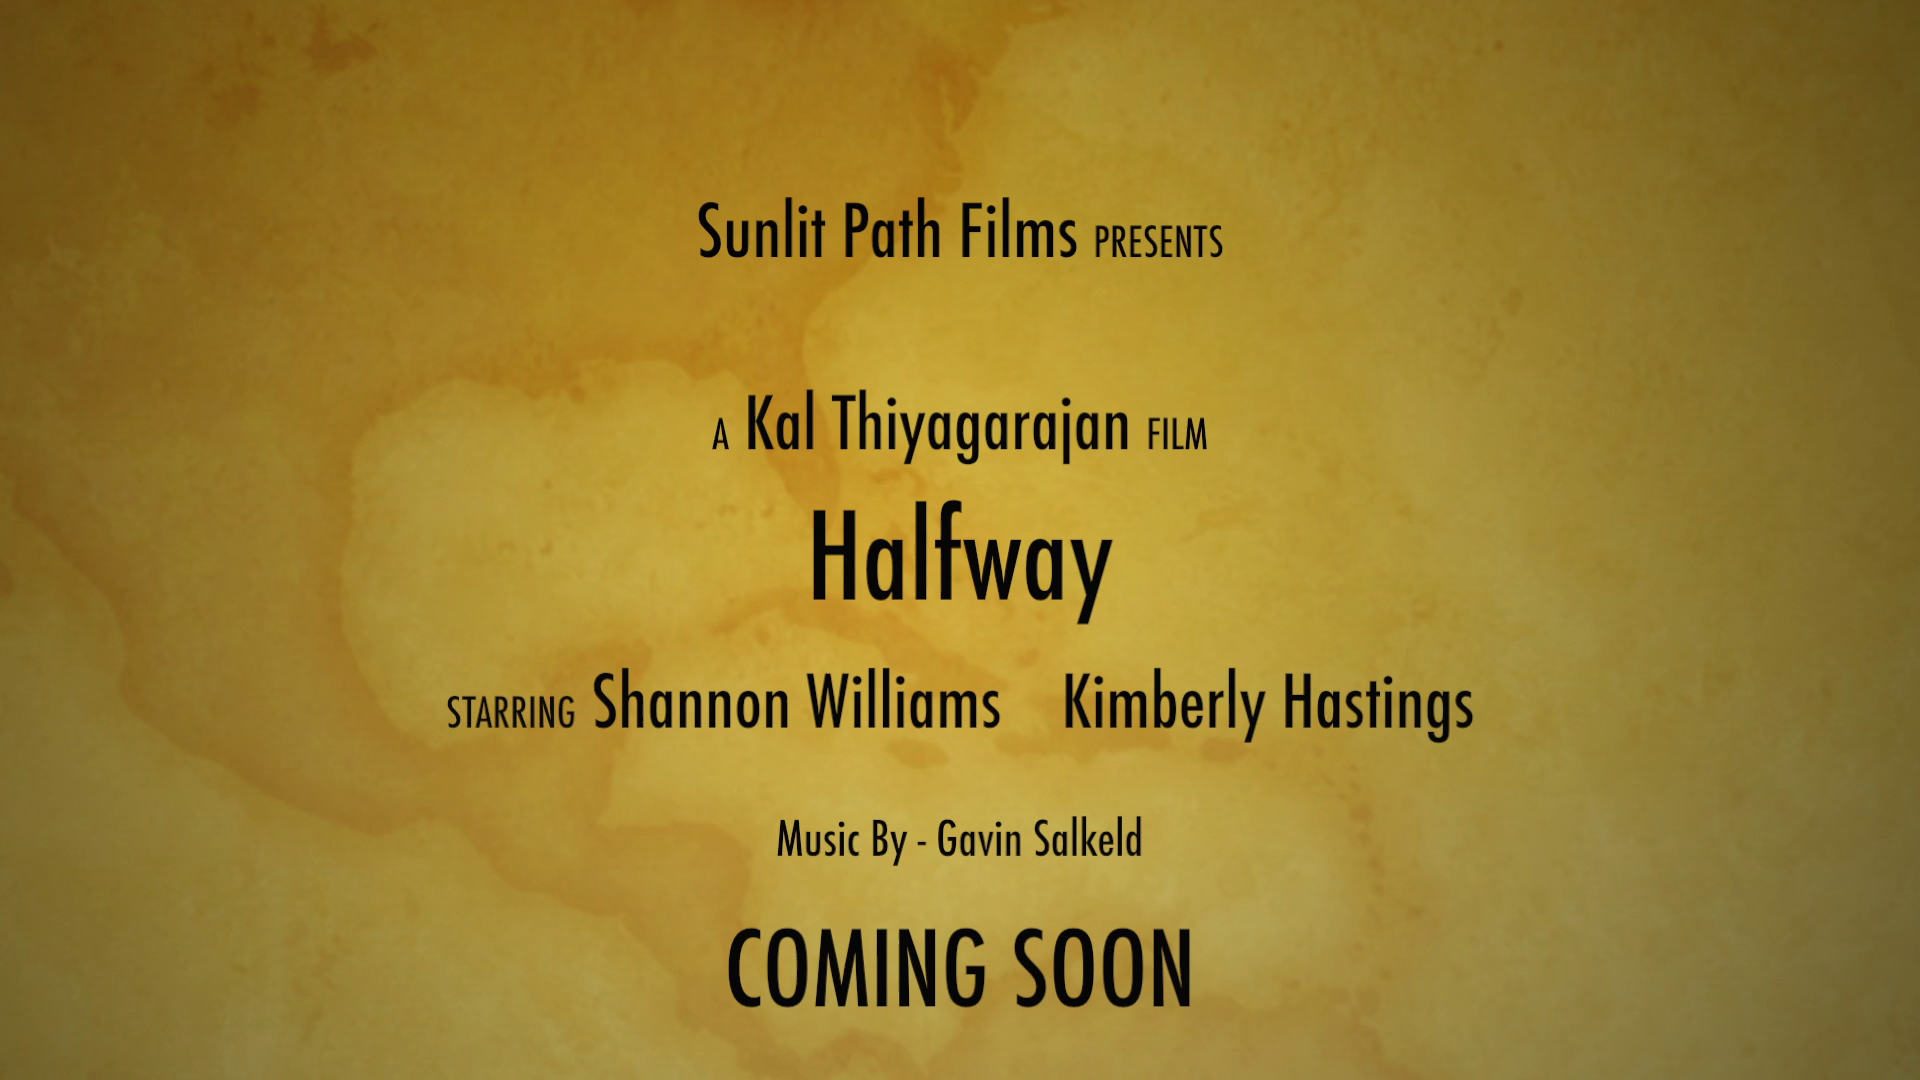 Sunlit Path Films PRESENTS
A Kal Thiyagarajan FILM
Halfway
STARRING Shannon Williams Kimberly Hastings
Music By - Gavin Salkeld
COMING SOON